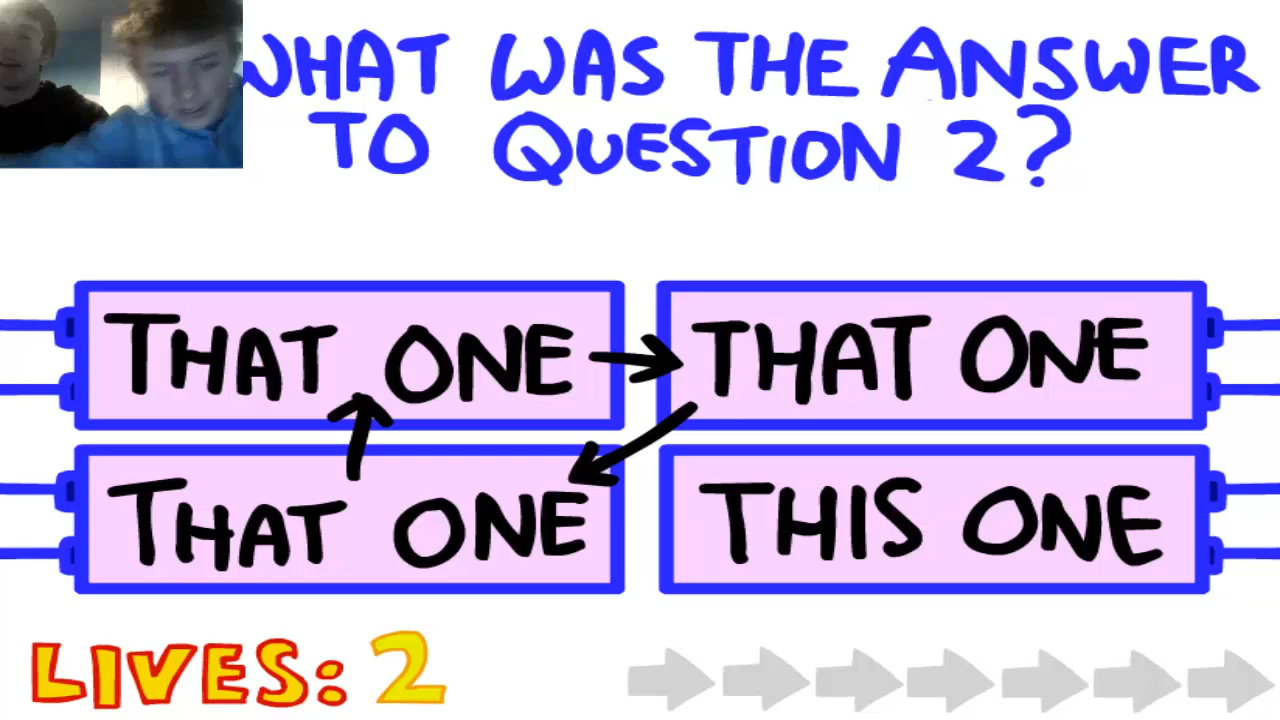 WHAT WAS THE ANSWER
TO QUESTION 2?
THAT ONE
THAT ONE
THAT ONE
THIS ONE
LIVES: 2